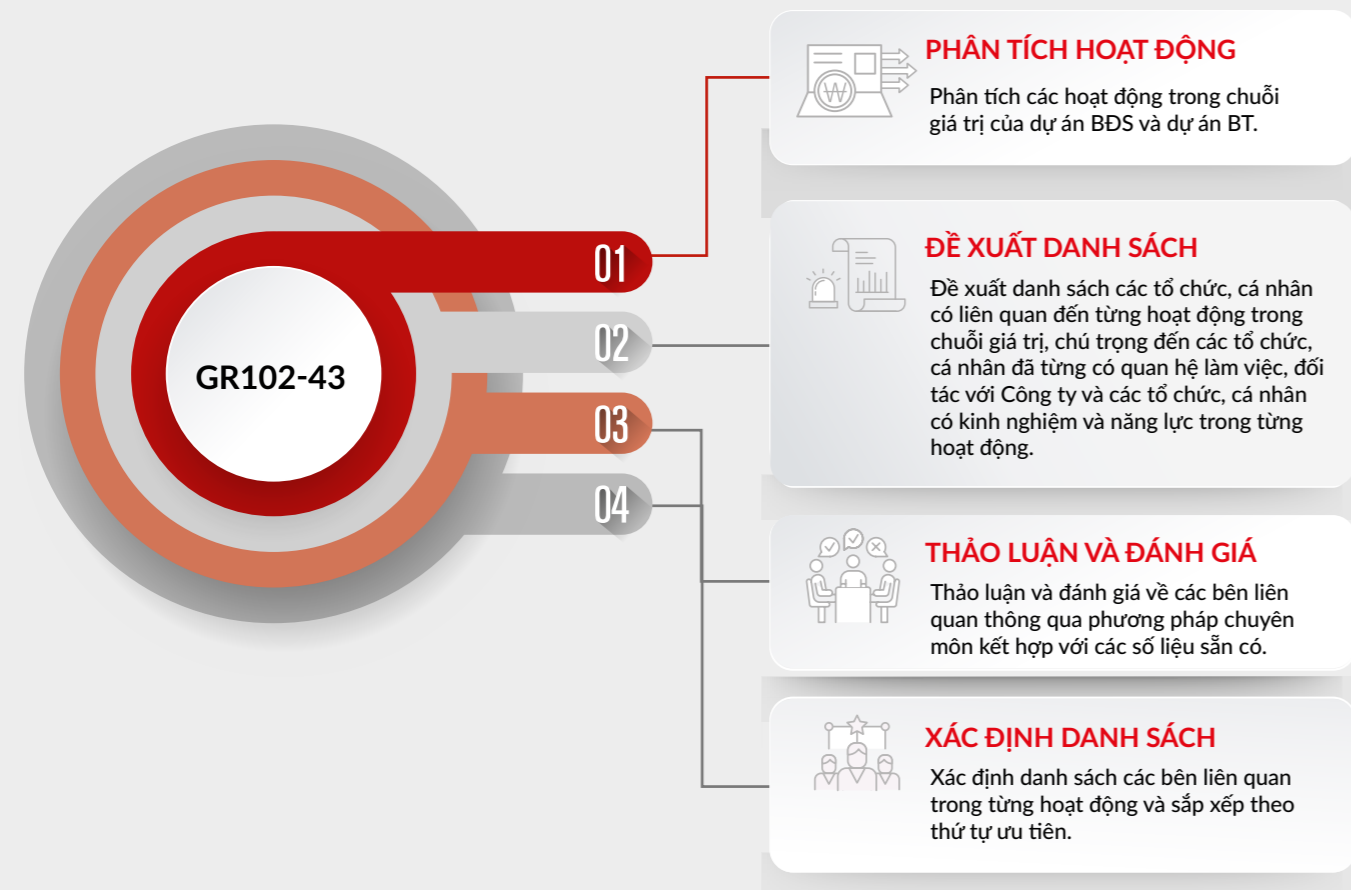 GR102-43
01
PHÂN TÍCH HOẠT ĐỘNG
Phân tích các hoạt động trong chuỗi
giá trị của dự án BĐS và dự án BT.
02
ĐỀ XUẤT DANH SÁCH
Đề xuất danh sách các tổ chức, cá nhân
có liên quan đến từng hoạt động trong
chuỗi giá trị, chú trọng đến các tổ chức,
cá nhân đã từng có quan hệ làm việc, đối
tác với Công ty và các tổ chức, cá nhân
có kinh nghiệm và năng lực trong từng
hoạt động.
03
THẢO LUẬN VÀ ĐÁNH GIÁ
Thảo luận và đánh giá về các bên liên
quan thông qua phương pháp chuyên
môn kết hợp với các số liệu sẵn có.
04
XÁC ĐỊNH DANH SÁCH
Xác định danh sách các bên liên quan
trong từng hoạt động và sắp xếp theo
thứ tự ưu tiên.